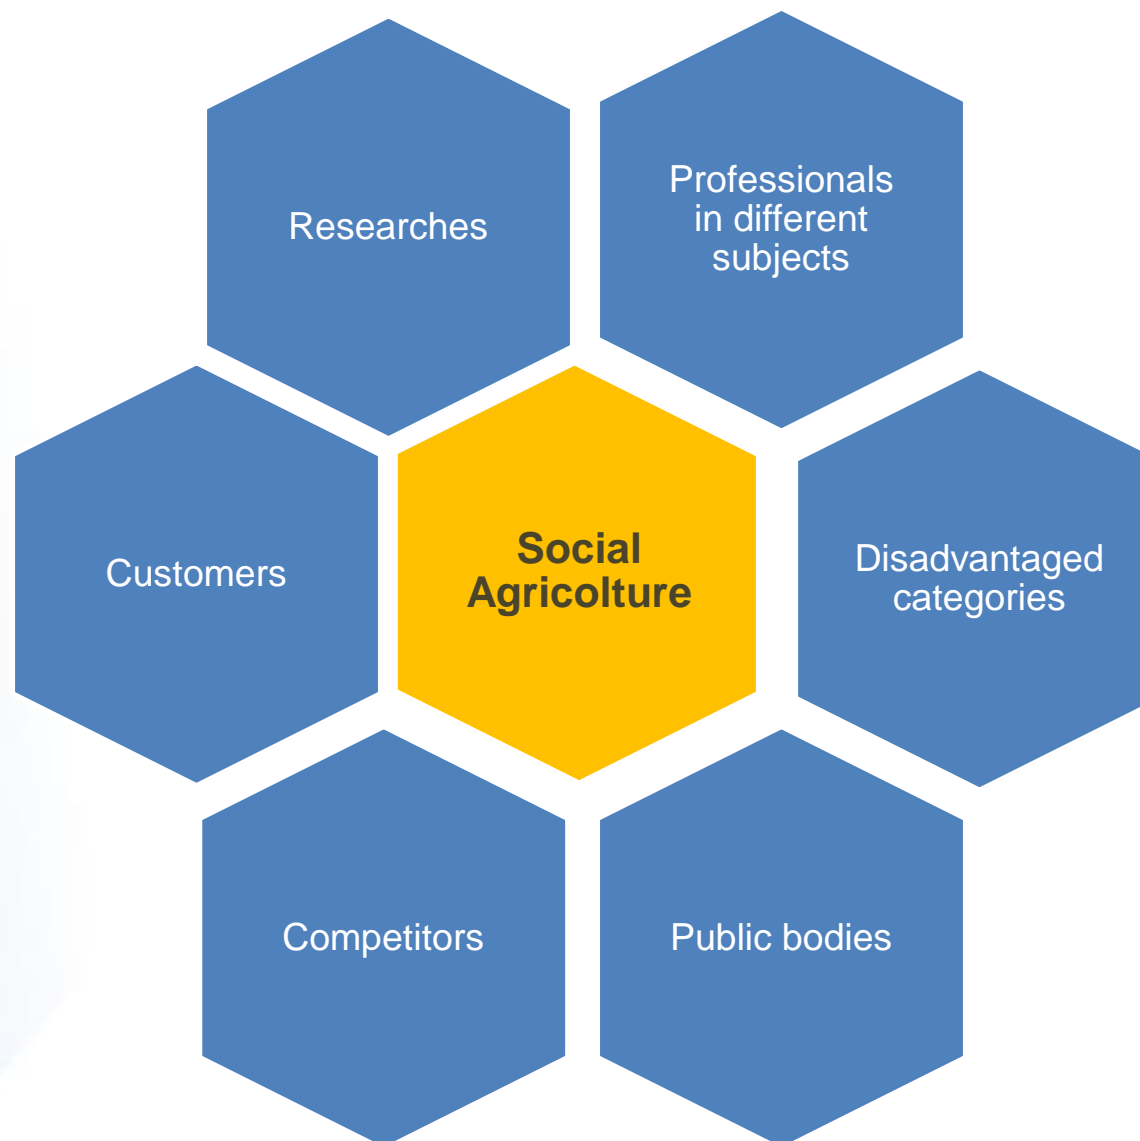 Researches
Professionals
in different
subjects
Customers
Social
Agricolture
Disadvantaged
categories
Competitors
Public bodies